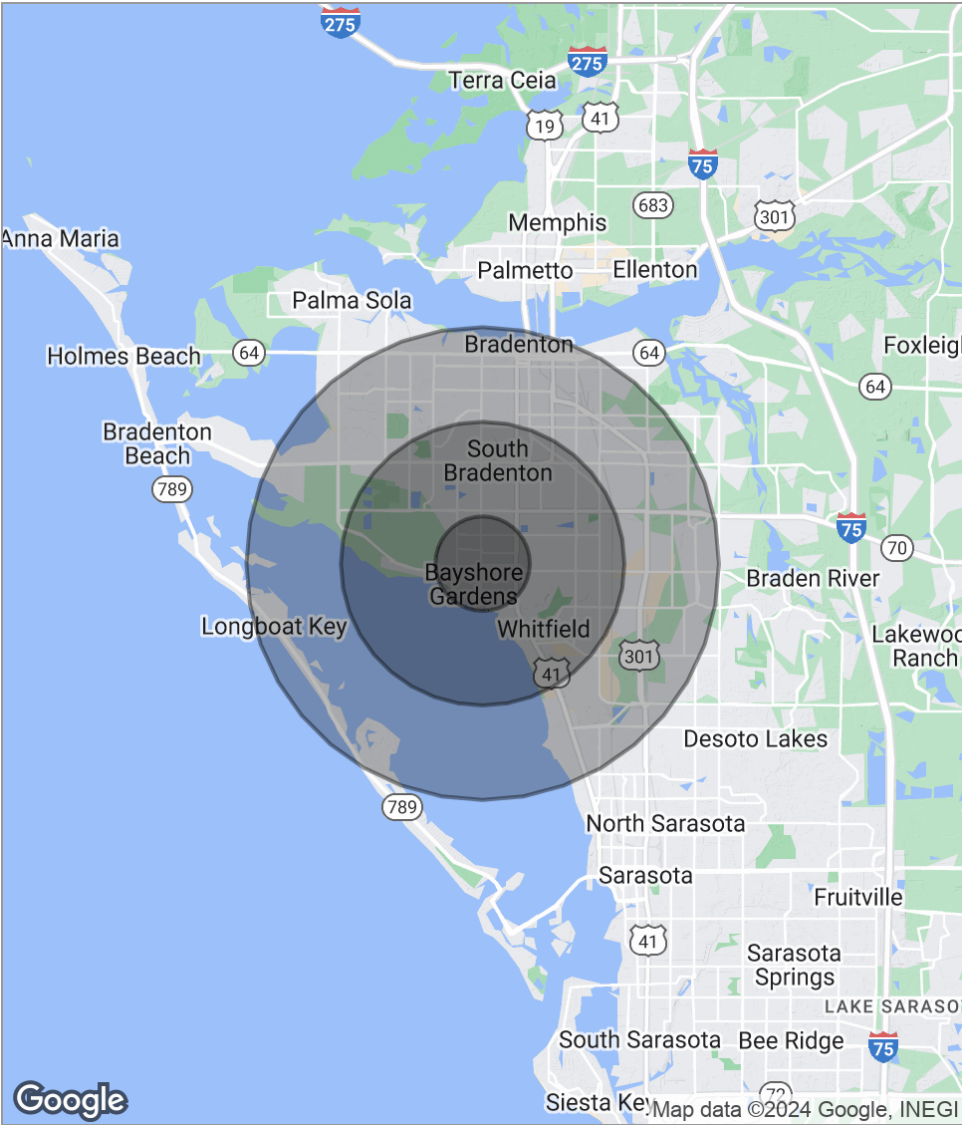 275
Terra Ceia
275
19
41
75
683
301
Memphis
Anna Maria
Palmetto
Ellenton
Palma Sola
Bradenton
Holmes Beach
64
64
Foxleigh
64
Bradenton
Beach
South
Bradenton
789
75
70
Bayshore
Gardens
Braden River
Longboat Key
Whitfield
301
Lakewoo
Ranch
41
Desoto Lakes
789
North Sarasota
Sarasota
Fruitville
41
Sarasota
Springs
LAKE SARASO
South Sarasota
Bee Ridge
75
72
Siesta Key
Google
Map data ©2024 Google, INEGI